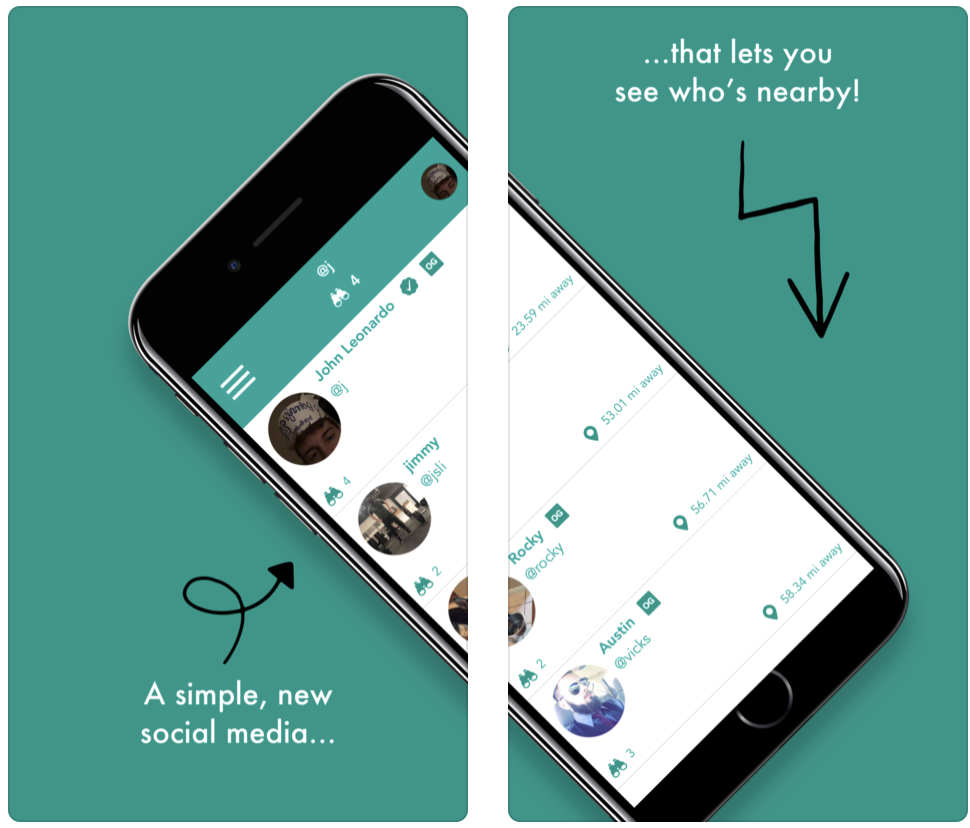 @j
4
John Leonardo
OG
@j
4
jimmy
@jsli
2
A simple, new
social media...
...that lets you
see who's nearby!
23.59 mi away
53.01 mi away
Rocky
OG
@rocky
56.71 mi away
2
Austin
OG
@vicks
58.34 mi away
3